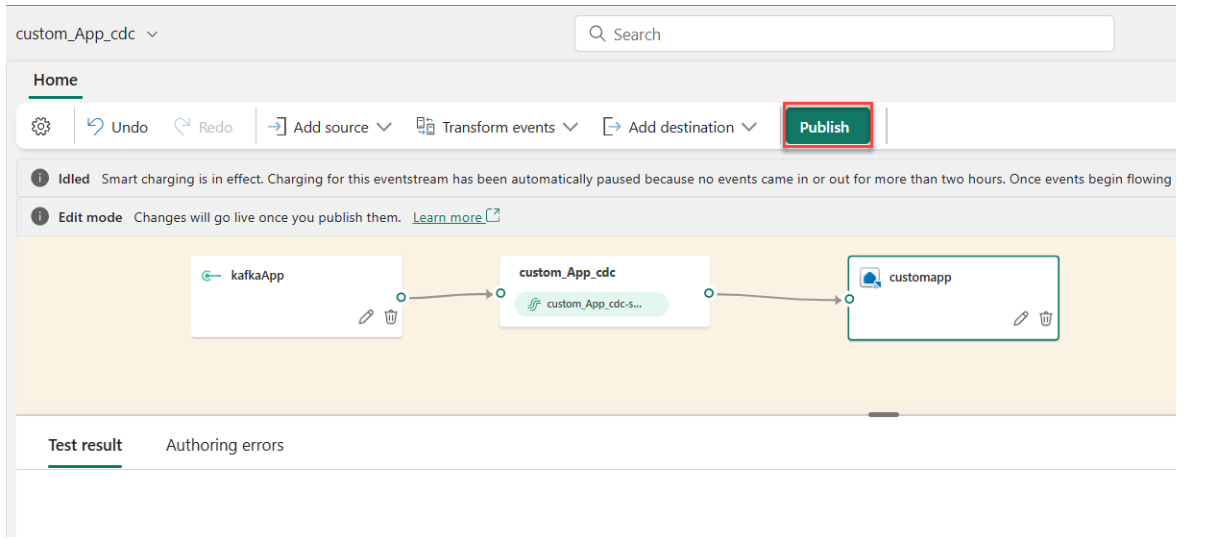 custom_App_cdc
Search
Home
Undo Redo Add source Transform events Add destination Publish
Idled Smart charging is in effect. Charging for this eventstream has been automatically paused because no events came in or out for more than two hours. Once events begin flowing
Edit mode Changes will go live once you publish them. Learn more
kafkaApp
custom_App_cdc
custom_App_cdc-s...
customapp
Test result Authoring errors